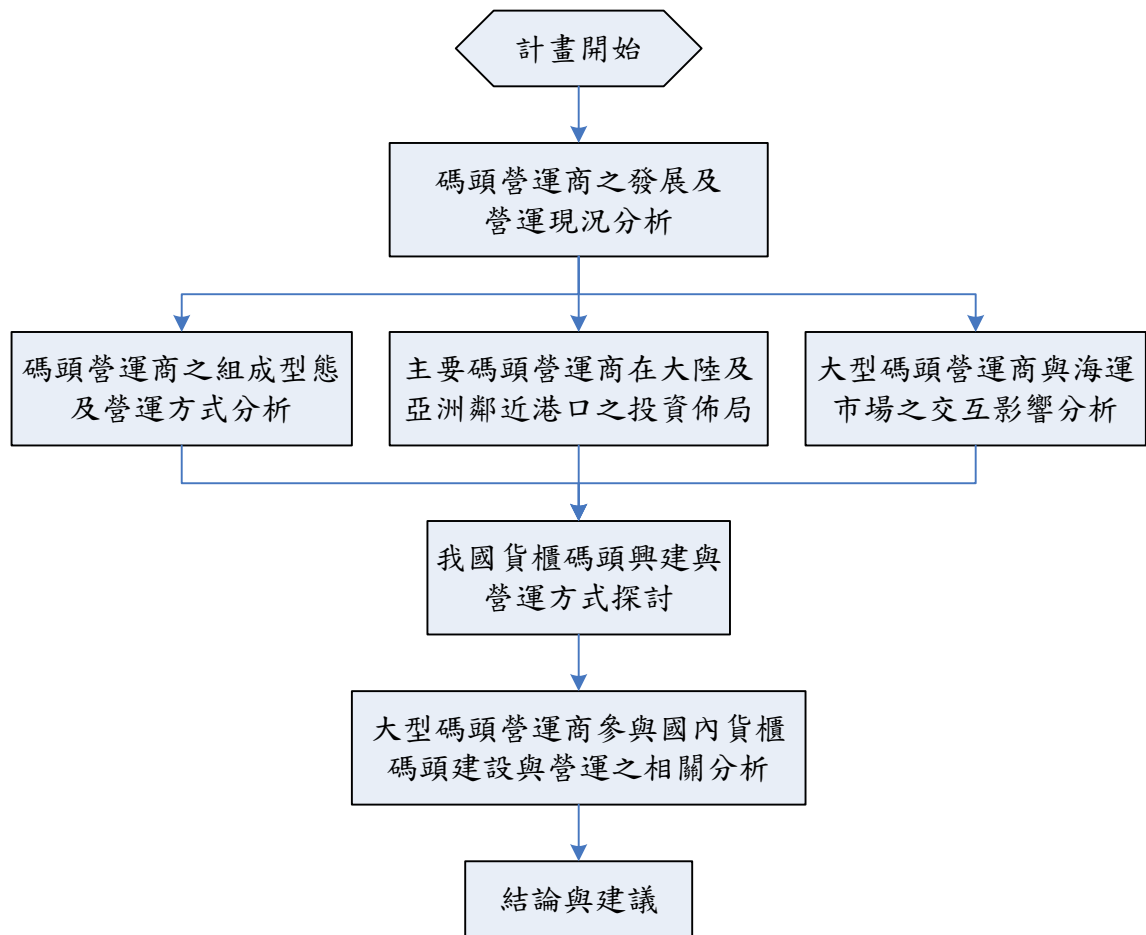 計畫開始
碼頭營運商之發展及
營運現況分析
碼頭營運商之組成型態
及營運方式分析
主要碼頭營運商在大陸及
亞洲鄰近港口之投資佈局
大型碼頭營運商與海運
市場之交互影響分析
我國貨櫃碼頭興建與
營運方式探討
大型碼頭營運商參與國內貨櫃
碼頭建設與營運之相關分析
結論與建議